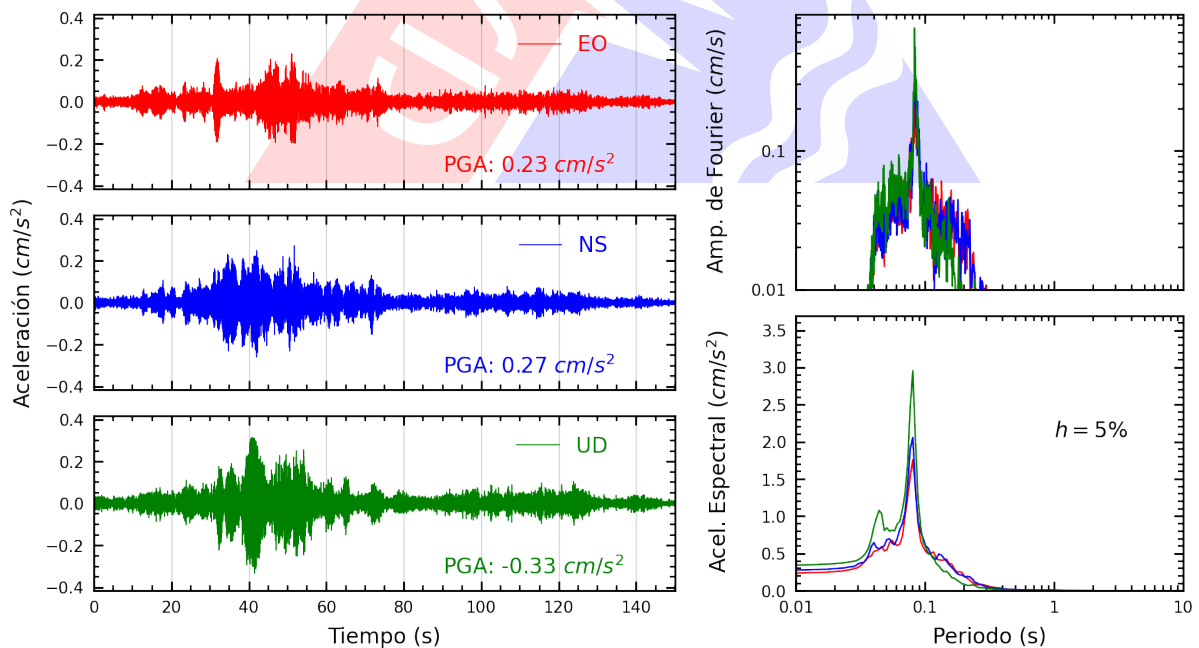 Aceleración (cm/s²)
0.4
0.2
0.0
−0.2
−0.4
EO
PGA: 0.23 cm/s²
0.4
0.2
0.0
−0.2
−0.4
NS
PGA: 0.27 cm/s²
0.4
0.2
0.0
−0.2
−0.4
UD
PGA: -0.33 cm/s²
0 20 40 60 80 100 120 140
Tiempo (s)
Amp. de Fourier (cm/s)
0.1
0.01
Acel. Espectral (cm/s²)
3.5
3.0
2.5
2.0
1.5
1.0
0.5
0.0
h = 5%
0.01 0.1 1 10
Periodo (s)